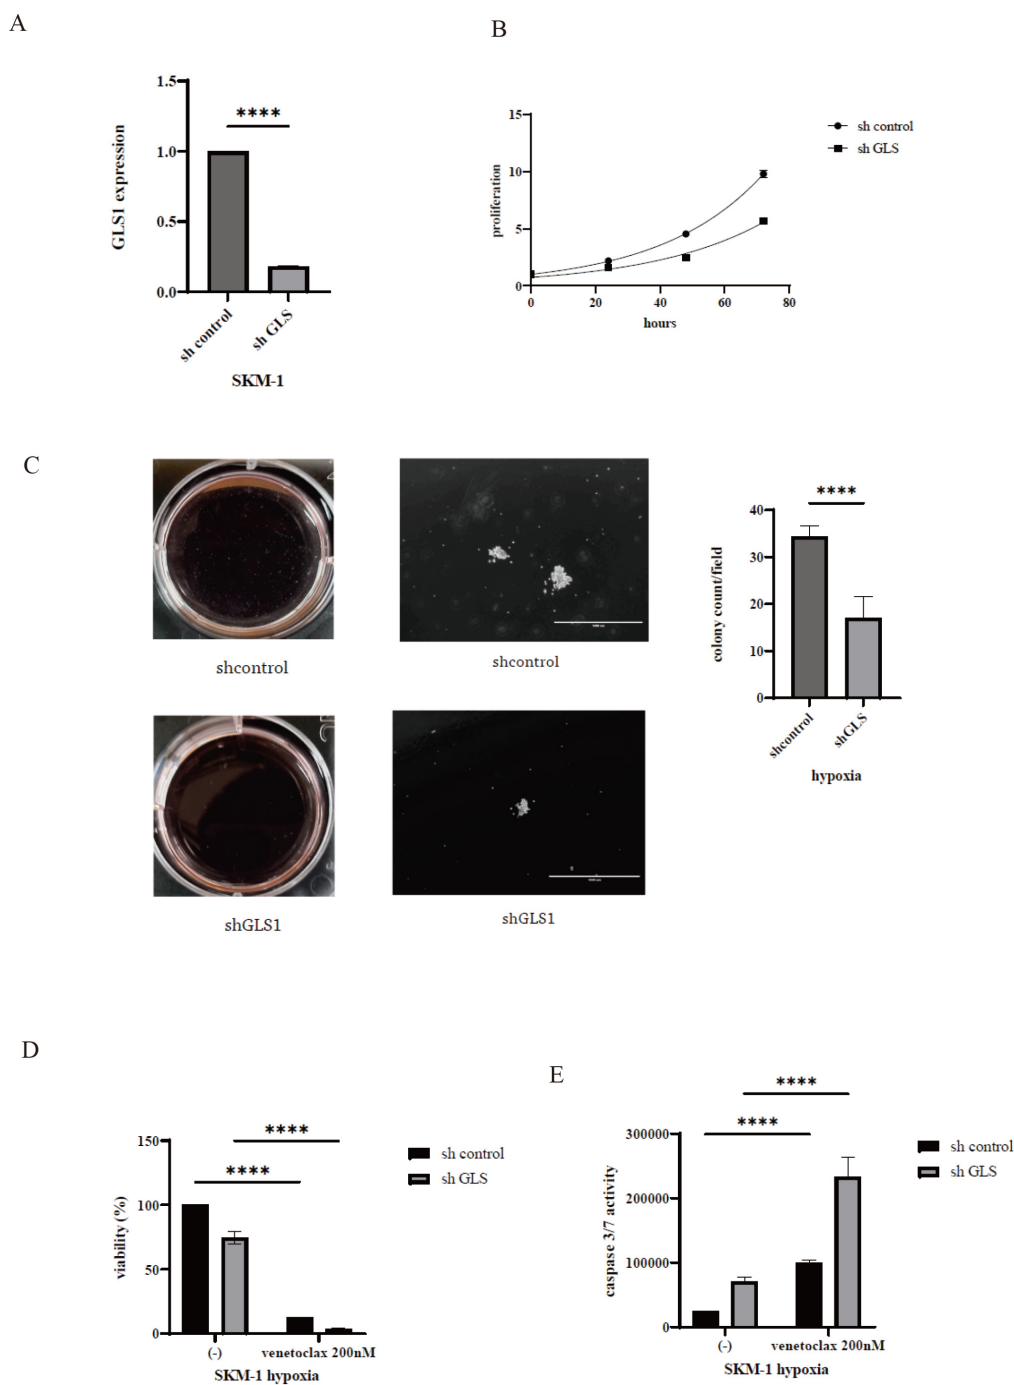 A
1.5
1.0
0.5
0.0
GLS1 expression
****
sh control
sh GLS
SKM-1
B
15
10
5
0
proliferation
0 20 40 60 80
hours
sh control
sh GLS
C
shcontrol
shcontrol
shGLS1
shGLS1
****
40
30
20
10
0
colony count/field
shcontrol
shGLS
hypoxia
D
150
100
50
0
viability (%)
****
****
(-) venetoclax 200nM
SKM-1 hypoxia
sh control
sh GLS
E
300000
200000
100000
0
caspase 3/7 activity
****
****
(-) venetoclax 200nM
SKM-1 hypoxia
sh control
sh GLS